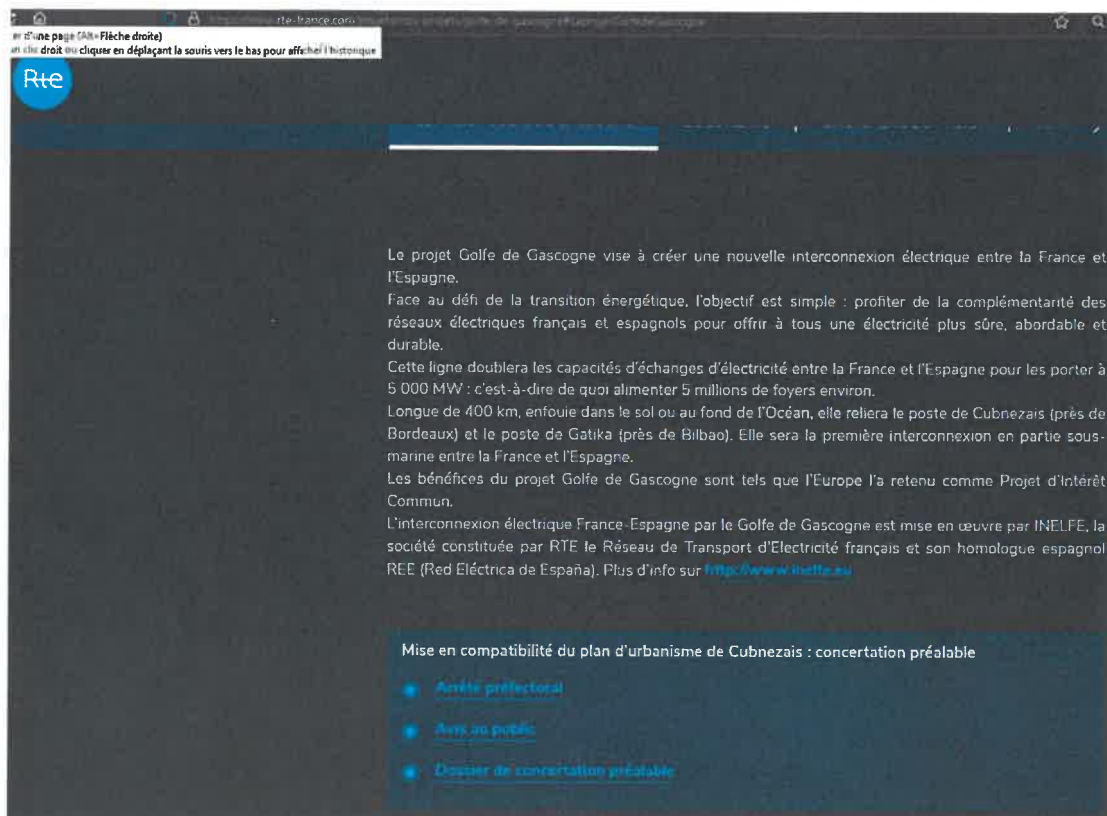 rte-france.com
er d'une page (Alt+Flèche droite)
un clic droit ou cliquer en déplaçant la souris vers le bas pour afficher l'historique
Rte
Le projet Golfe de Gascogne vise à créer une nouvelle interconnexion électrique entre la France et
l'Espagne.
Face au défi de la transition énergétique, l'objectif est simple : profiter de la complémentarité des
réseaux électriques français et espagnols pour offrir à tous une électricité plus sûre, abordable et
durable.
Cette ligne doublera les capacités d'échanges d'électricité entre la France et l'Espagne pour les porter à
5 000 MW : c'est-à-dire de quoi alimenter 5 millions de foyers environ.
Longue de 400 km, enfouie dans le sol ou au fond de l'Océan, elle reliera le poste de Cubnezais (près de
Bordeaux) et le poste de Gatika (près de Bilbao). Elle sera la première interconnexion en partie sous-
marine entre la France et l'Espagne.
Les bénéfices du projet Golfe de Gascogne sont tels que l'Europe l'a retenu comme Projet d'Intérêt
Commun.
L'interconnexion électrique France-Espagne par le Golfe de Gascogne est mise en œuvre par INELFE, la
société constituée par RTE le Réseau de Transport d'Electricité français et son homologue espagnol
REE (Red Eléctrica de España). Plus d'info sur http://www.inelfe.eu
Mise en compatibilité du plan d'urbanisme de Cubnezais : concertation préalable
Arrêté préfectoral
Avis au public
Dossier de concertation préalable